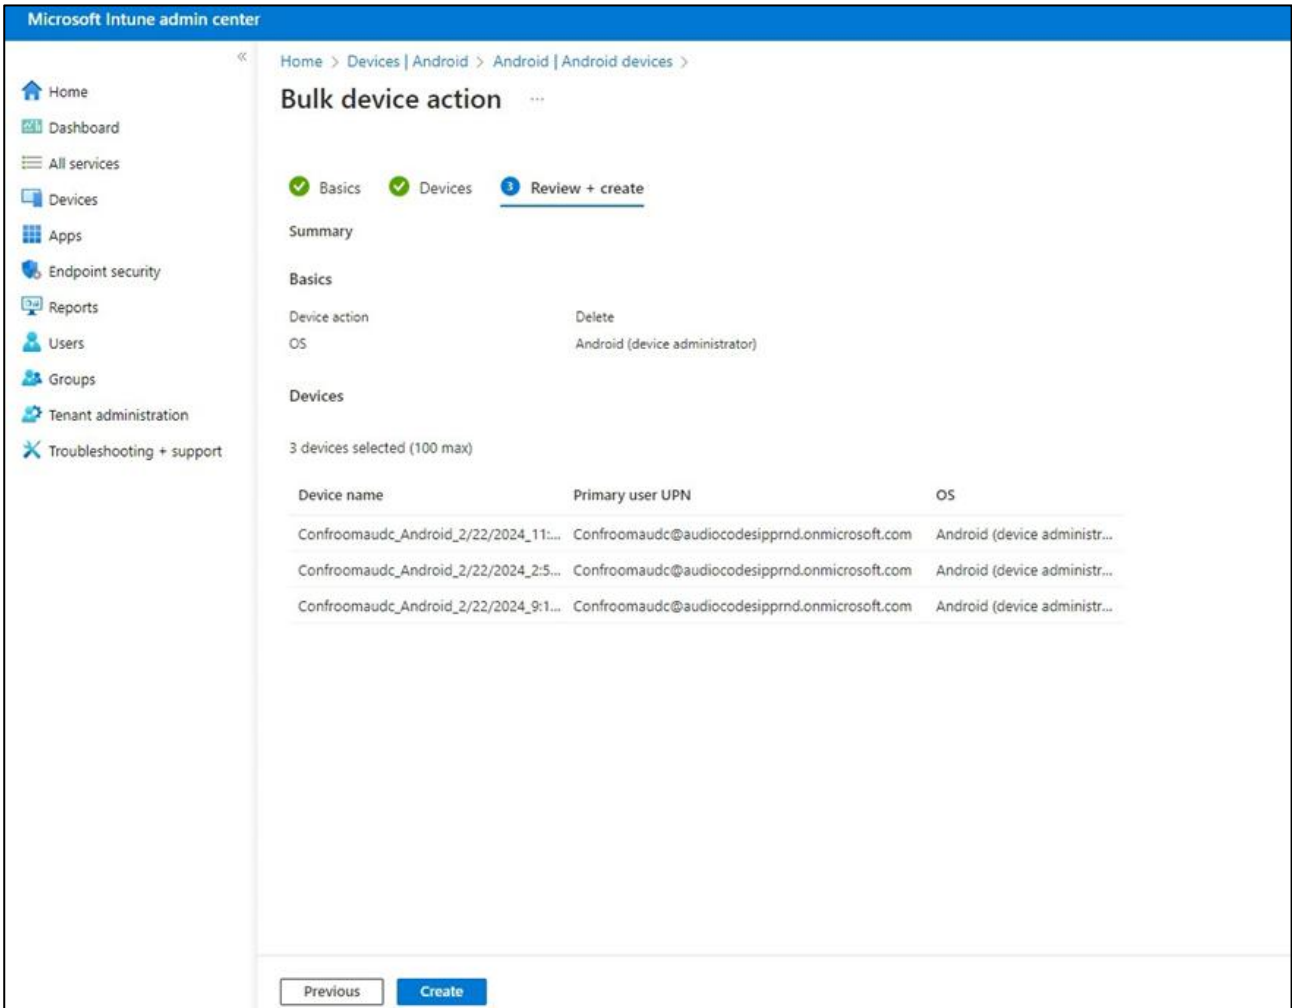 Microsoft Intune admin center
«
Home > Devices | Android > Android | Android devices >
Bulk device action ...
Home
Dashboard
All services
Devices
Apps
Endpoint security
Reports
Users
Groups
Tenant administration
Troubleshooting + support
Basics Devices 3 Review + create
Summary
Basics
Device action Delete
OS Android (device administrator)
Devices
3 devices selected (100 max)
Device name Primary user UPN OS
Confroomaudc_Android_2/22/2024_11:... Confroomaudc@audiocodesipprnd.onmicrosoft.com Android (device administr...
Confroomaudc_Android_2/22/2024_2:5... Confroomaudc@audiocodesipprnd.onmicrosoft.com Android (device administr...
Confroomaudc_Android_2/22/2024_9:1... Confroomaudc@audiocodesipprnd.onmicrosoft.com Android (device administr...
Previous Create